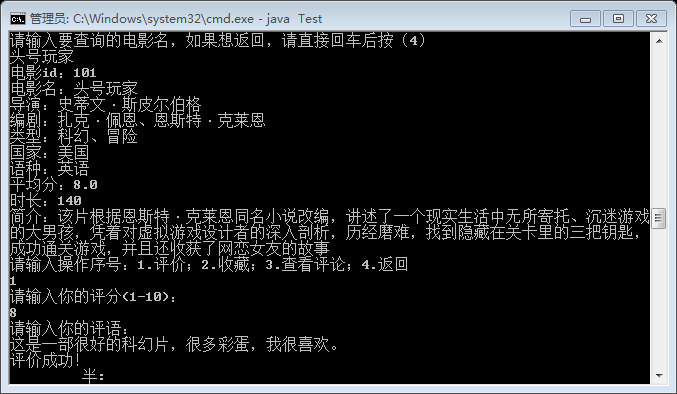 管理员: C:\Windows\system32\cmd.exe - java Test
请输入要查询的电影名，如果想返回，请直接回车后按（4）
头号玩家
电影id：101
电影名：头号玩家
导演：史蒂文·斯皮尔伯格
编剧：扎克·佩恩、恩斯特·克莱恩
类型：科幻、冒险
国家：美国
语种：英语
平均分：8.0
时长：140
简介：该片根据恩斯特·克莱恩同名小说改编，讲述了一个现实生活中无所寄托、沉迷游戏
的大男孩，凭着对虚拟游戏设计者的深入剖析，历经磨难，找到隐藏在关卡里的三把钥匙，
成功通关游戏，并且还收获了网恋女友的故事
请输入操作序号：1.评价；2.收藏；3.查看评论；4.返回
1
请输入你的评分(1-10)：
8
请输入你的评语：
这是一部很好的科幻片，很多彩蛋，我很喜欢。
评价成功！
半：